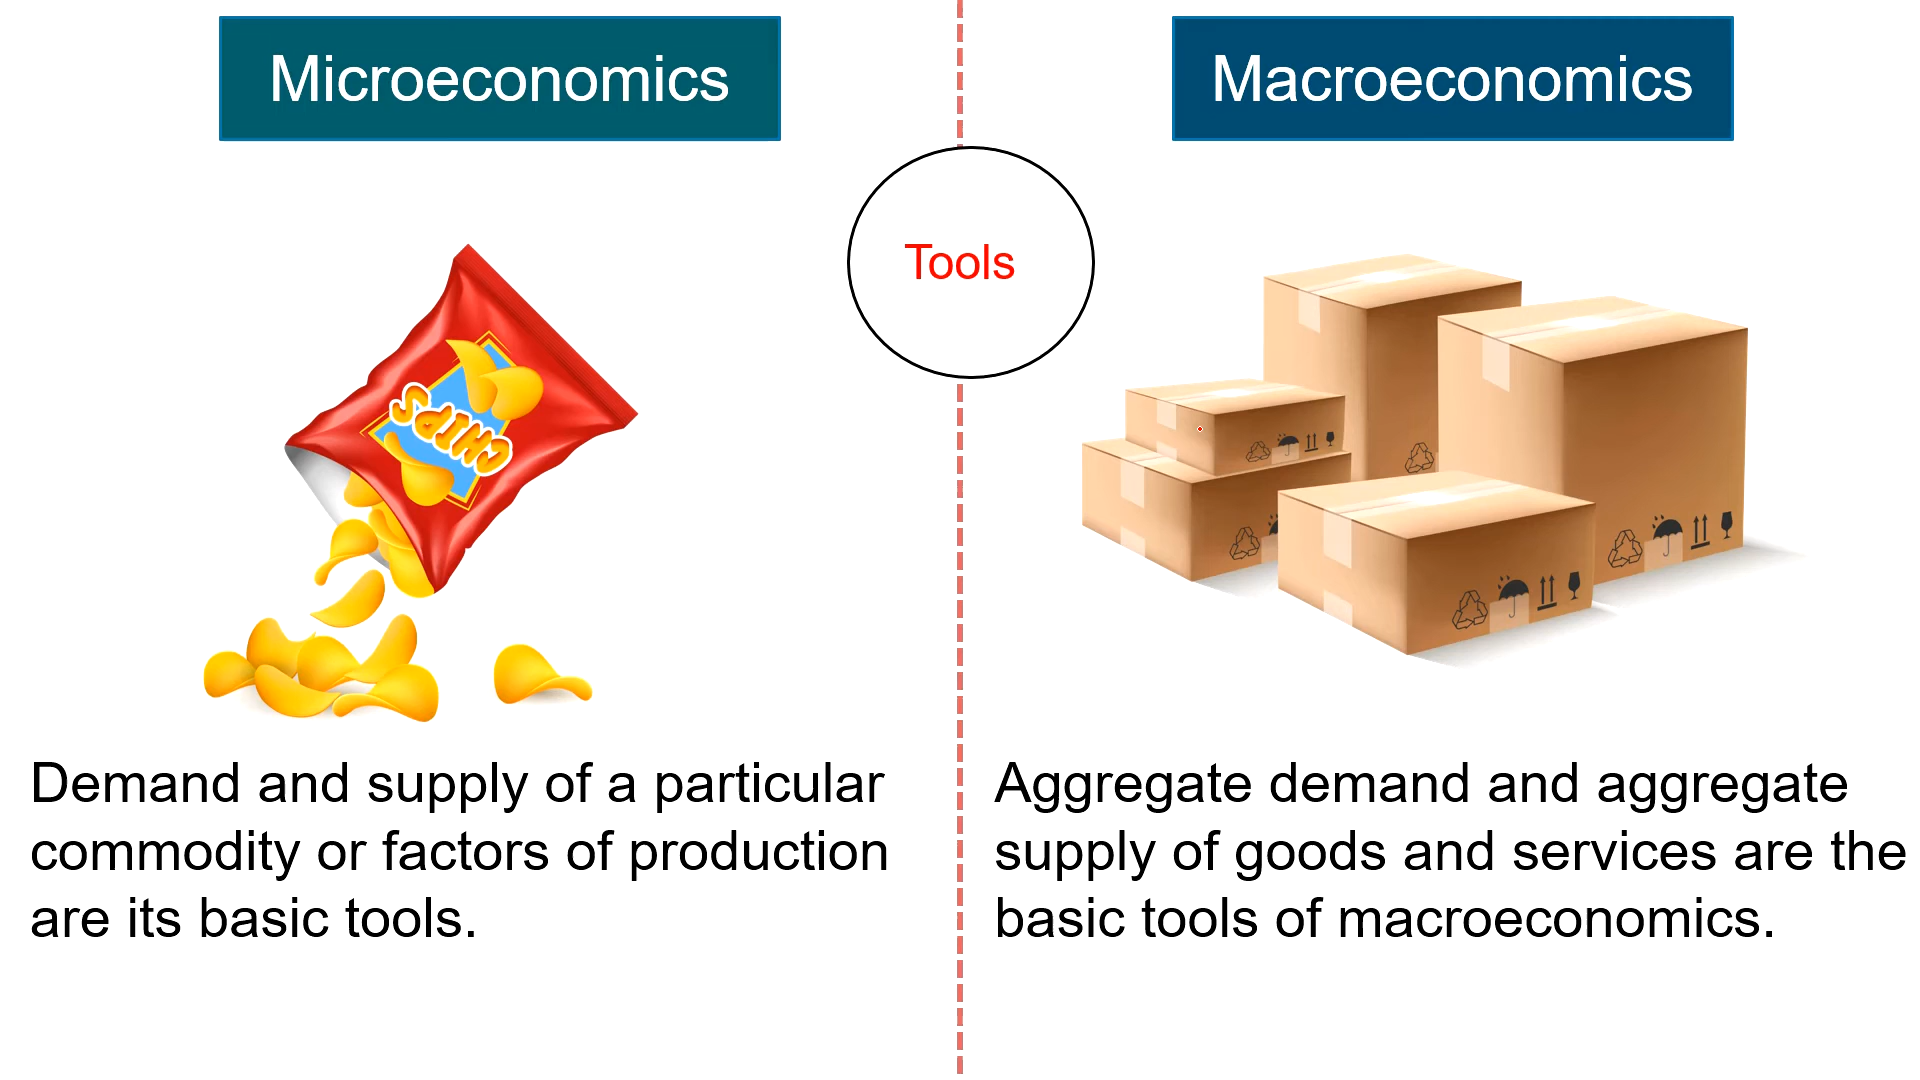 Microeconomics
Macroeconomics
Tools
CHIPS
Demand and supply of a particular
commodity or factors of production
are its basic tools.
Aggregate demand and aggregate
supply of goods and services are the
basic tools of macroeconomics.